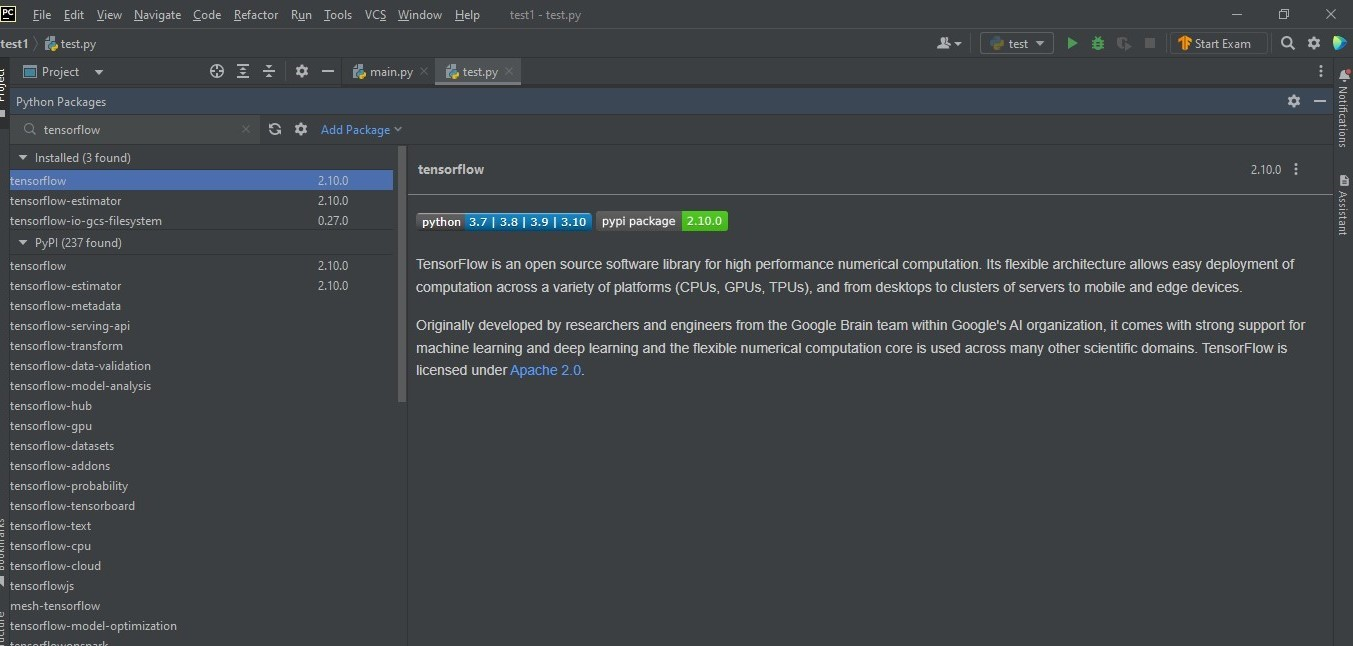 PC File Edit View Navigate Code Refactor Run Tools VCS Window Help test1 - test.py
test1 test.py test Start Exam
Project main.py test.py
Project
Python Packages
Notifications
tensorflow Add Package
Installed (3 found)
tensorflow 2.10.0
tensorflow-estimator 2.10.0
tensorflow-io-gcs-filesystem 0.27.0
PyPI (237 found)
tensorflow 2.10.0
tensorflow-estimator 2.10.0
tensorflow-metadata
tensorflow-serving-api
tensorflow-transform
tensorflow-data-validation
tensorflow-model-analysis
tensorflow-hub
tensorflow-gpu
tensorflow-datasets
tensorflow-addons
tensorflow-probability
tensorflow-tensorboard
tensorflow-text
tensorflow-cpu
tensorflow-cloud
tensorflowjs
mesh-tensorflow
tensorflow-model-optimization
tensorflowonspark
tensorflow 2.10.0
python 3.7 | 3.8 | 3.9 | 3.10 pypi package 2.10.0
TensorFlow is an open source software library for high performance numerical computation. Its flexible architecture allows easy deployment of
computation across a variety of platforms (CPUs, GPUs, TPUs), and from desktops to clusters of servers to mobile and edge devices.
Originally developed by researchers and engineers from the Google Brain team within Google's AI organization, it comes with strong support for
machine learning and deep learning and the flexible numerical computation core is used across many other scientific domains. TensorFlow is
licensed under Apache 2.0.
Assistant
Bookmarks